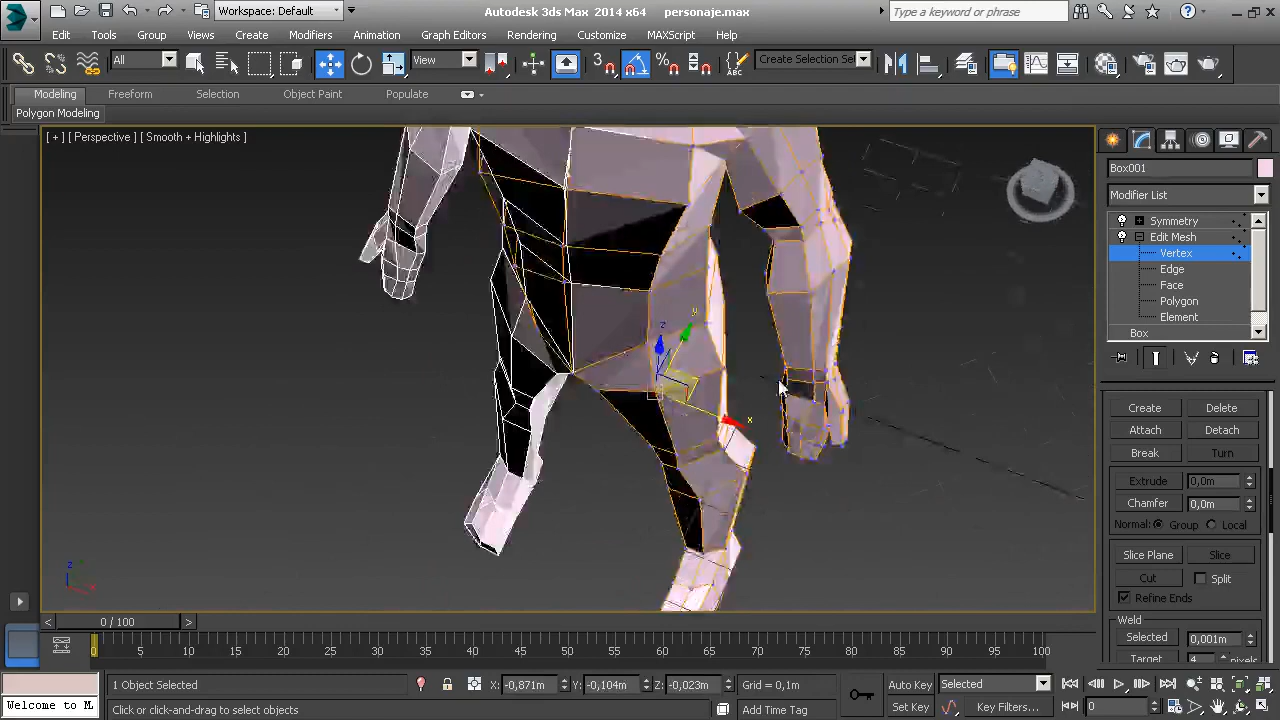 Workspace: Default
Autodesk 3ds Max 2014 x64 personaje.max
Type a keyword or phrase
Edit Tools Group Views Create Modifiers Animation Graph Editors Rendering Customize MAXScript Help
All View 3 Create Selection Se
Modeling Freeform Selection Object Paint Populate
Polygon Modeling
[ + ] [ Perspective ] [ Smooth + Highlights ]
Box001
Modifier List
Symmetry
Edit Mesh
Vertex
Edge
Face
Polygon
Element
Box
z y x
Create Delete
Attach Detach
Break Turn
Extrude 0,0m
Chamfer 0,0m
Normal: Group Local
Slice Plane Slice
Cut Split
Refine Ends
Weld
Selected 0,001m
Target 4 pixels
z x
< 0 / 100 >
0 5 10 15 20 25 30 35 40 45 50 55 60 65 70 75 80 85 90 95 100
1 Object Selected X: -0,871m Y: -0,104m Z: -0,023m Grid = 0,1m Auto Key Selected
Welcome to M. Click or click-and-drag to select objects Add Time Tag Set Key Key Filters... 0